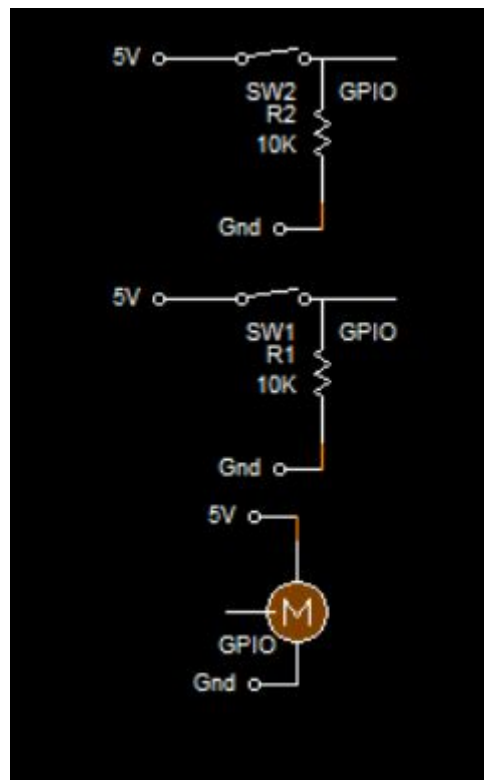 5V
SW2 GPIO
R2
10K
Gnd
5V
SW1 GPIO
R1
10K
Gnd
5V
M
GPIO
Gnd